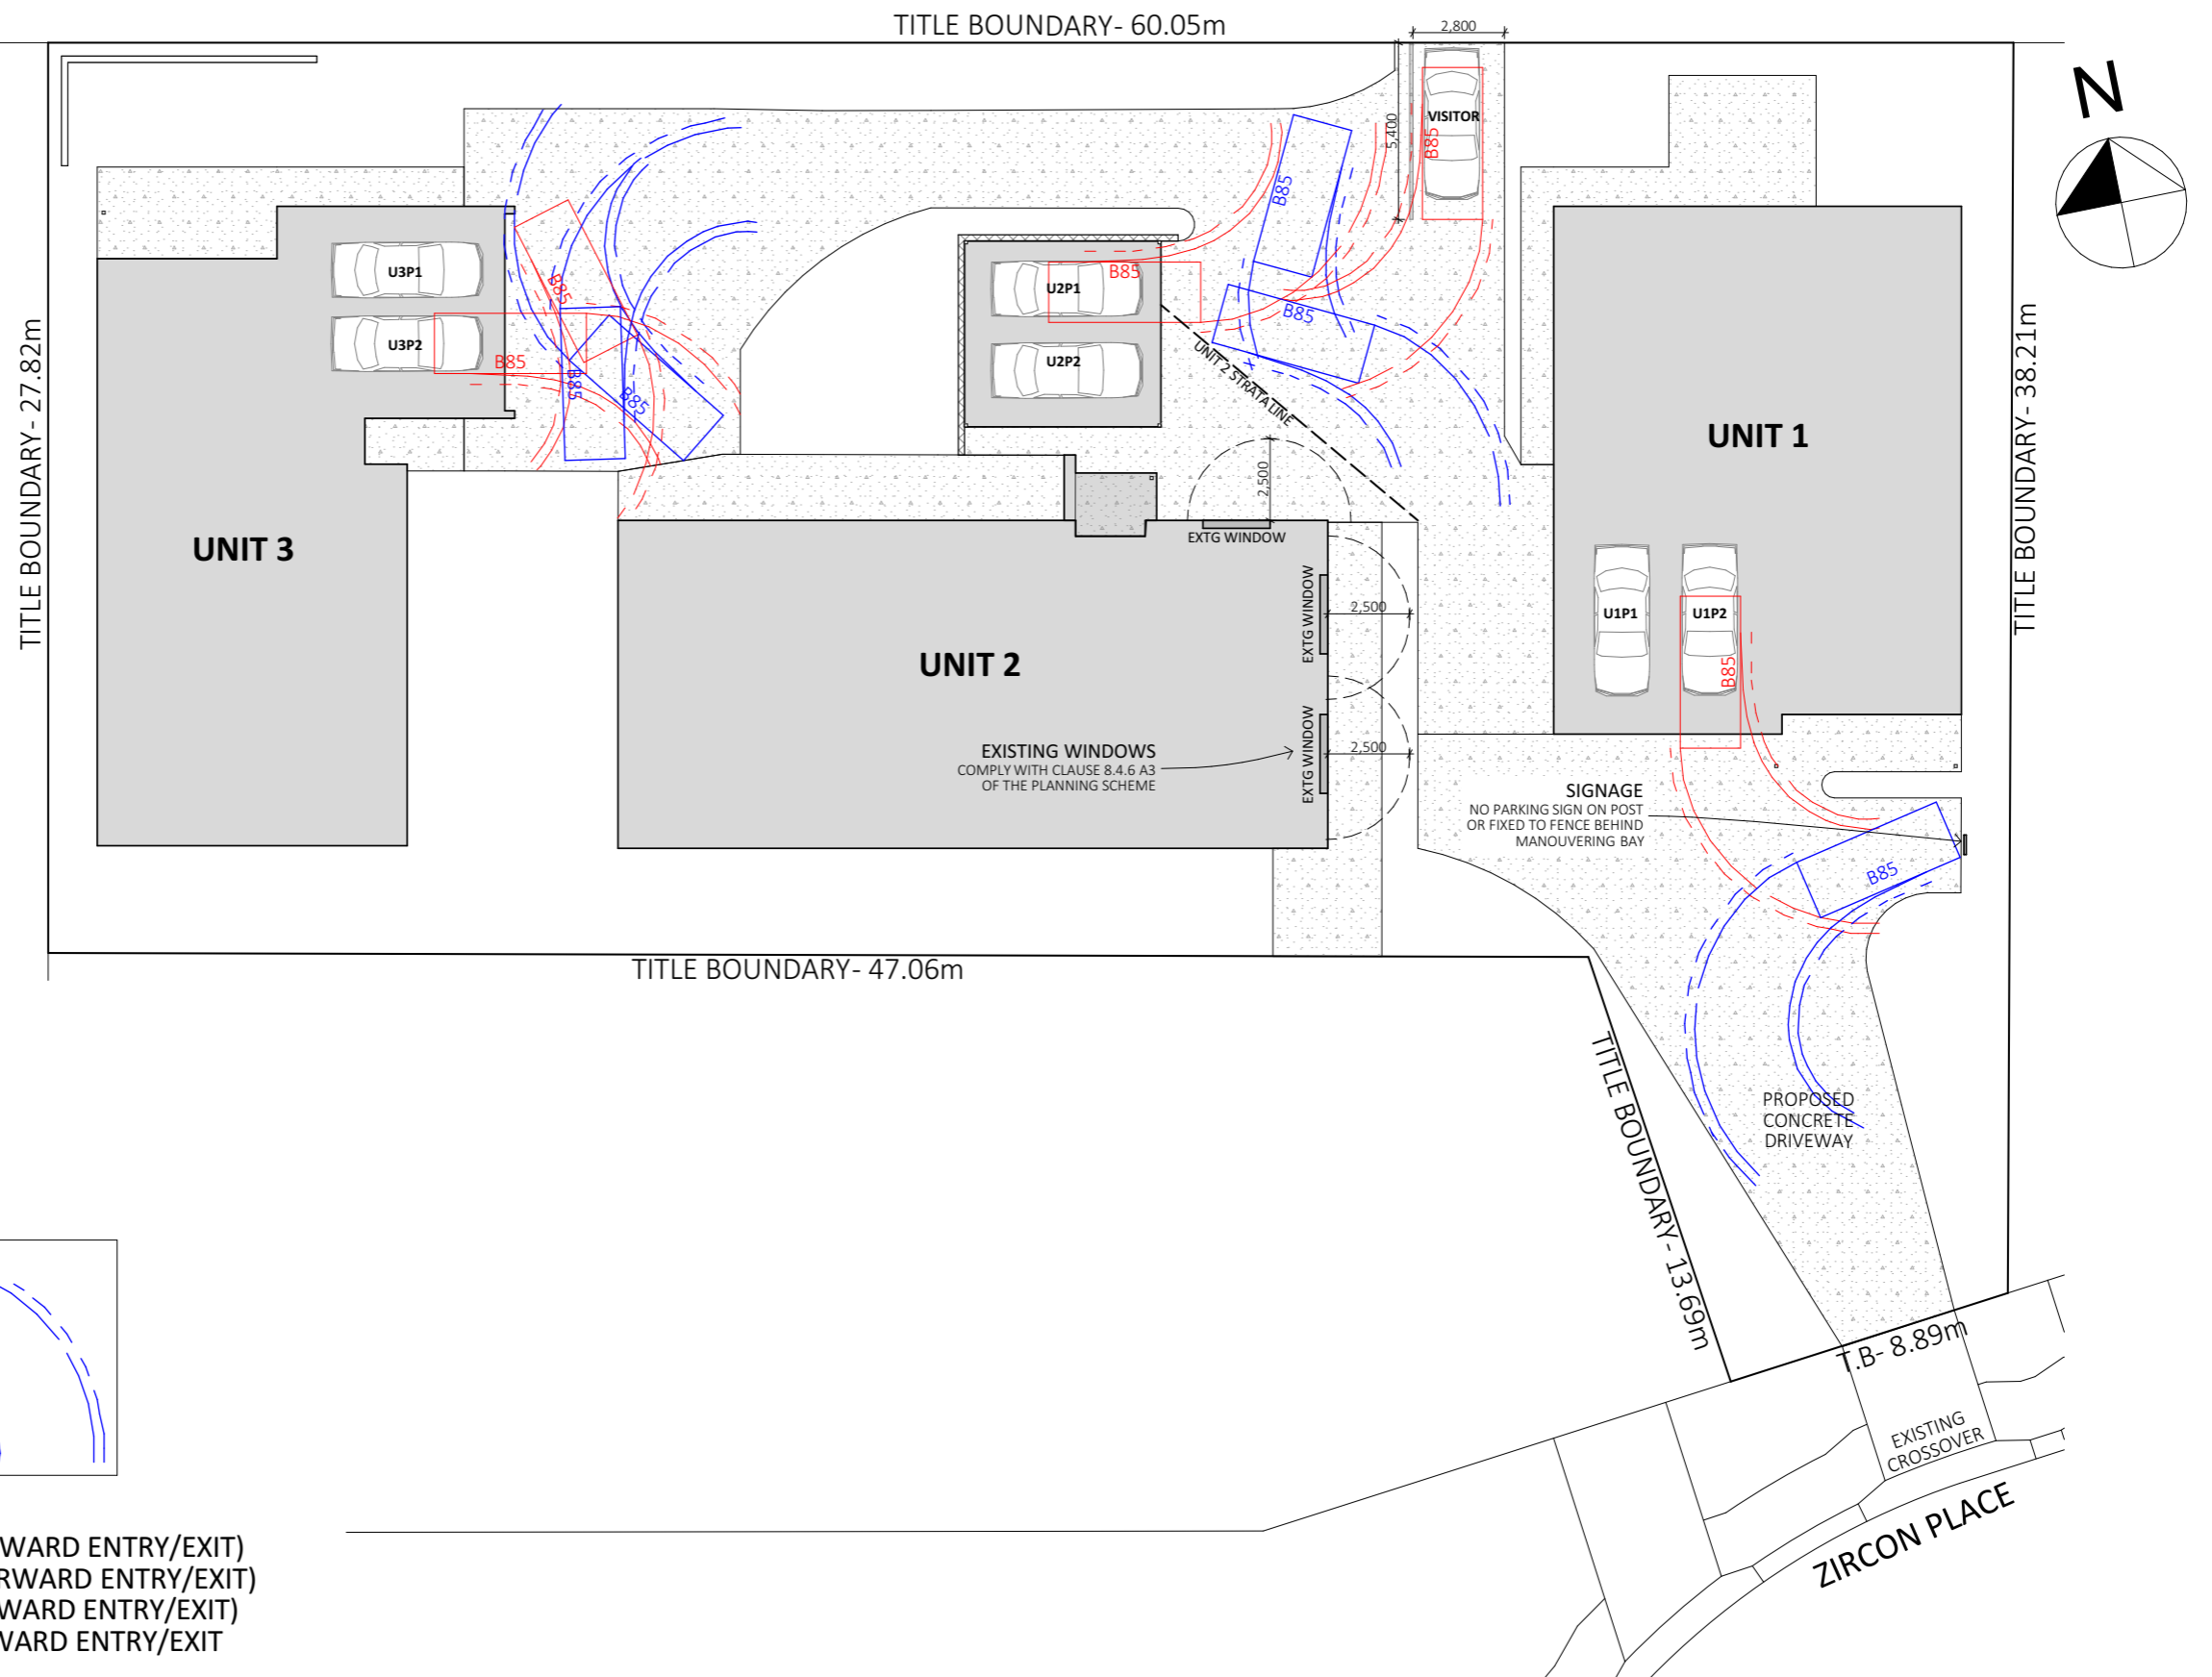 TITLE BOUNDARY- 60.05m
2,800
N
VISITOR
B85
5,400
B85
U3P1
U3P2
B85
B85
B85
B85
U2P1
B85
U2P2
B85
UNIT 2 STRATA LINE
2,500
EXTG WINDOW
UNIT 1
TITLE BOUNDARY- 27.82m
TITLE BOUNDARY- 38.21m
UNIT 3
UNIT 2
EXTG WINDOW
2,500
EXTG WINDOW
2,500
U1P1
U1P2
B85
EXISTING WINDOWS
COMPLY WITH CLAUSE 8.4.6 A3
OF THE PLANNING SCHEME
SIGNAGE
NO PARKING SIGN ON POST
OR FIXED TO FENCE BEHIND
MANOUVERING BAY
B85
TITLE BOUNDARY- 47.06m
TITLE BOUNDARY- 13.69m
PROPOSED
CONCRETE
DRIVEWAY
T.B- 8.89m
EXISTING
CROSSOVER
ZIRCON PLACE
WARD ENTRY/EXIT)
RWARD ENTRY/EXIT)
WARD ENTRY/EXIT)
WARD ENTRY/EXIT